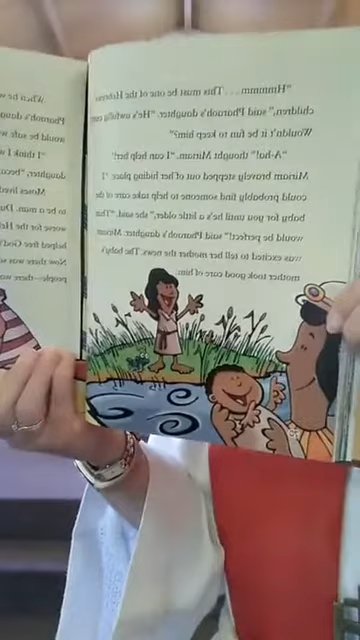 "Hmmmm. . . . This must be one of the Hebrew
children," said Pharaoh's daughter. "He's awfully
Wouldn't it be fun to keep him?"
"A-ha!" thought Miriam. "I can help her!"
Miriam bravely stepped out of her hiding place. "I
could probably find someone to help take care of the
baby for you until he's a little older," she said. "That
would be perfect!" said Pharaoh's daughter. Miriam
was excited to tell her mother the news. The baby's
mother took good care of him.
When he
Pharaoh's
would be safe
"I think I
daughter,
Moses lived
to be a man.
worse for the
helped free God's
Now there was
people—there